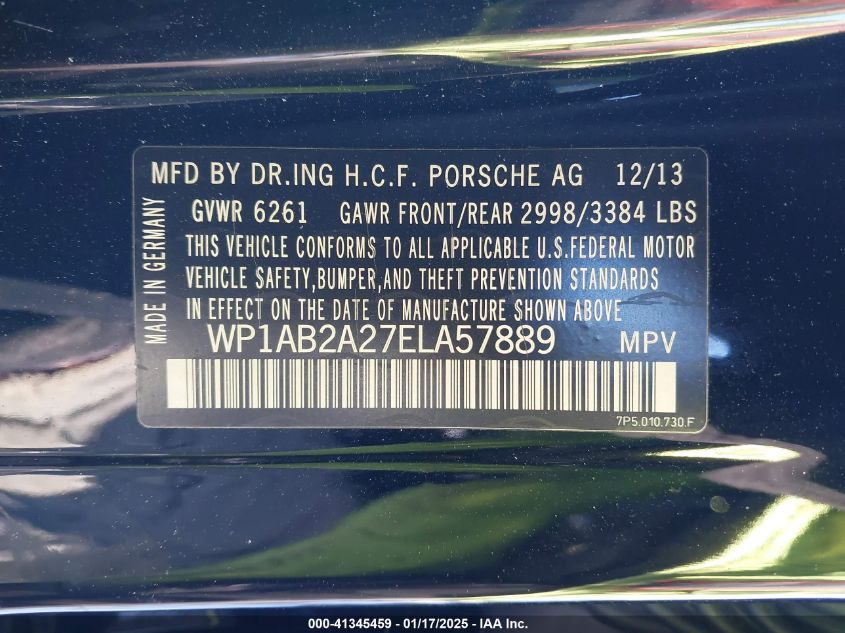 MFD BY DR.ING H.C.F. PORSCHE AG 12/13
GVWR 6261 GAWR FRONT/REAR 2998/3384 LBS
THIS VEHICLE CONFORMS TO ALL APPLICABLE U.S.FEDERAL MOTOR
VEHICLE SAFETY,BUMPER,AND THEFT PREVENTION STANDARDS
IN EFFECT ON THE DATE OF MANUFACTURE SHOWN ABOVE
MADE IN GERMANY
WP1AB2A27ELA57889 MPV
7P5.010.730.F
000-41345459 - 01/17/2025 - IAA Inc.